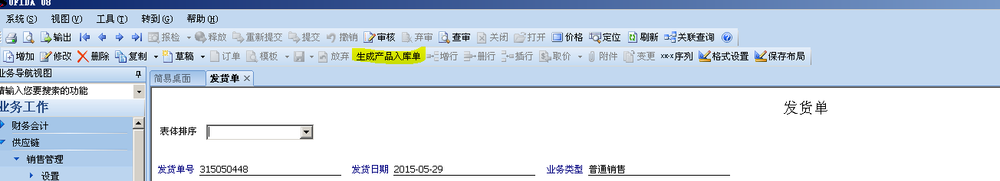 UFIDA U8
系统(S) 视图(V) 工具(T) 转到(G) 帮助(H)
输出 报检 释放 重新提交 提交 撤销 审核 弃审 查审 关闭 打开 价格 定位 刷新 关联查询
增加 修改 删除 复制 草稿 订单 模板 放弃 生成产品入库单 增行 删行 插行 取价 附件 变更 xx-x序列 格式设置 保存布局
业务导航视图 简易桌面 发货单
请输入您要搜索的功能
业务工作 发货单
财务会计 表体排序
供应链
销售管理 发货单号 315050448 发货日期 2015-05-29 业务类型 普通销售
设置